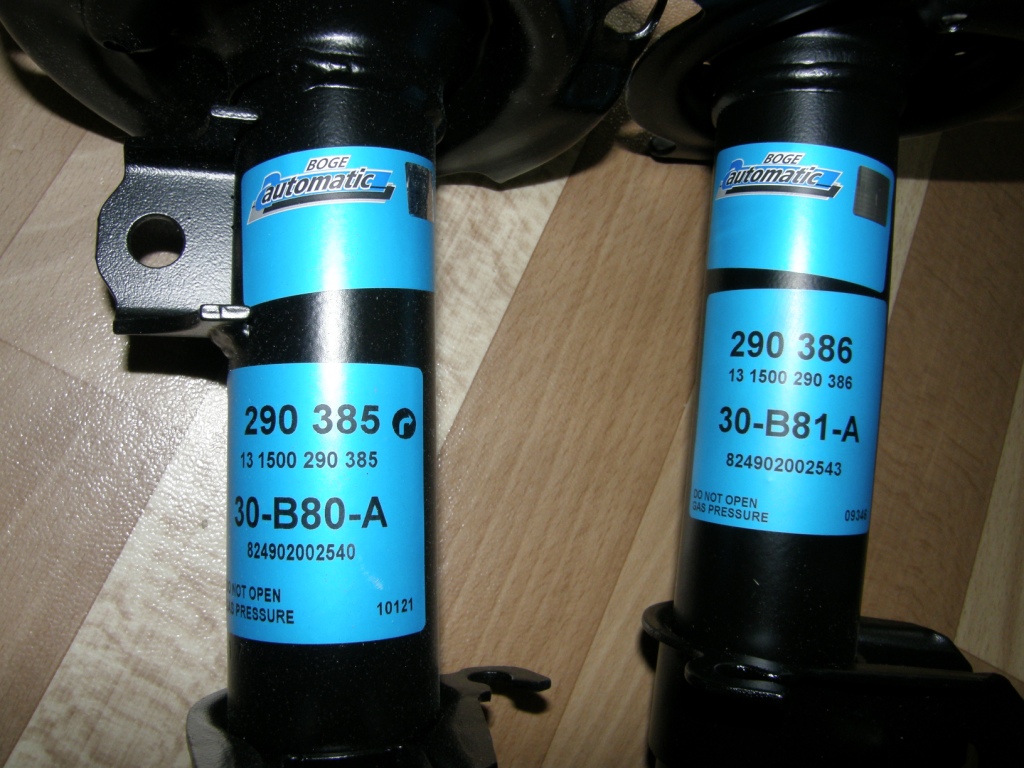 BOGE
automatic
290 385
13 1500 290 385
30-B80-A
824902002540
NOT OPEN
GAS PRESSURE
10121
BOGE
automatic
290 386
13 1500 290 386
30-B81-A
824902002543
DO NOT OPEN
GAS PRESSURE
09346